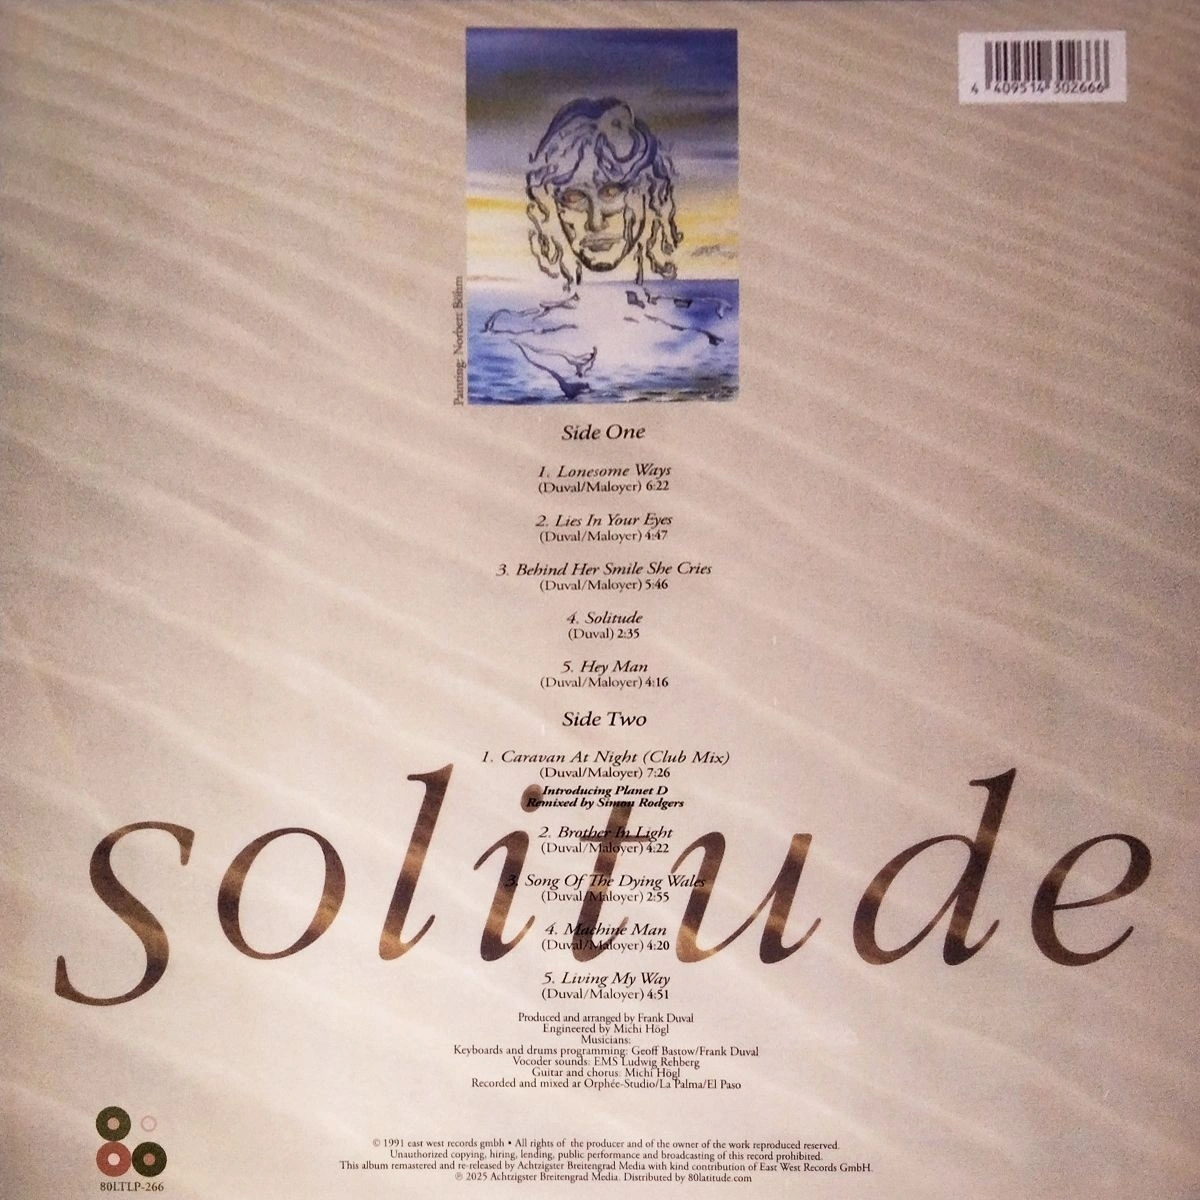 4 409514 302666
Painting: Norbert Böhm
Side One
1. Lonesome Ways
(Duval/Maloyer) 6:22
2. Lies In Your Eyes
(Duval/Maloyer) 4:47
3. Behind Her Smile She Cries
(Duval/Maloyer) 5:46
4. Solitude
(Duval) 2:35
5. Hey Man
(Duval/Maloyer) 4:16
Side Two
1. Caravan At Night (Club Mix)
(Duval/Maloyer) 7:26
Introducing Planet D
Remixed by Simon Rodgers
2. Brother In Light
(Duval/Maloyer) 4:22
3. Song Of The Dying Wales
(Duval/Maloyer) 2:55
solitude
4. Machine Man
(Duval/Maloyer) 4:20
5. Living My Way
(Duval/Maloyer) 4:51
Produced and arranged by Frank Duval
Engineered by Michi Högl
Musicians:
Keyboards and drums programming: Geoff Bastow/Frank Duval
Vocoder sounds: EMS Ludwig Rehberg
Guitar and chorus: Michi Högl
Recorded and mixed ar Orphée-Studio/La Palma/El Paso
© 1991 east west records gmbh • All rights of the producer and of the owner of the work reproduced reserved.
Unauthorized copying, hiring, lending, public performance and broadcasting of this record prohibited.
This album remastered and re-released by Achtzigster Breitengrad Media with kind contribution of East West Records GmbH.
℗ 2025 Achtzigster Breitengrad Media. Distributed by 80latitude.com
80LTLP-266